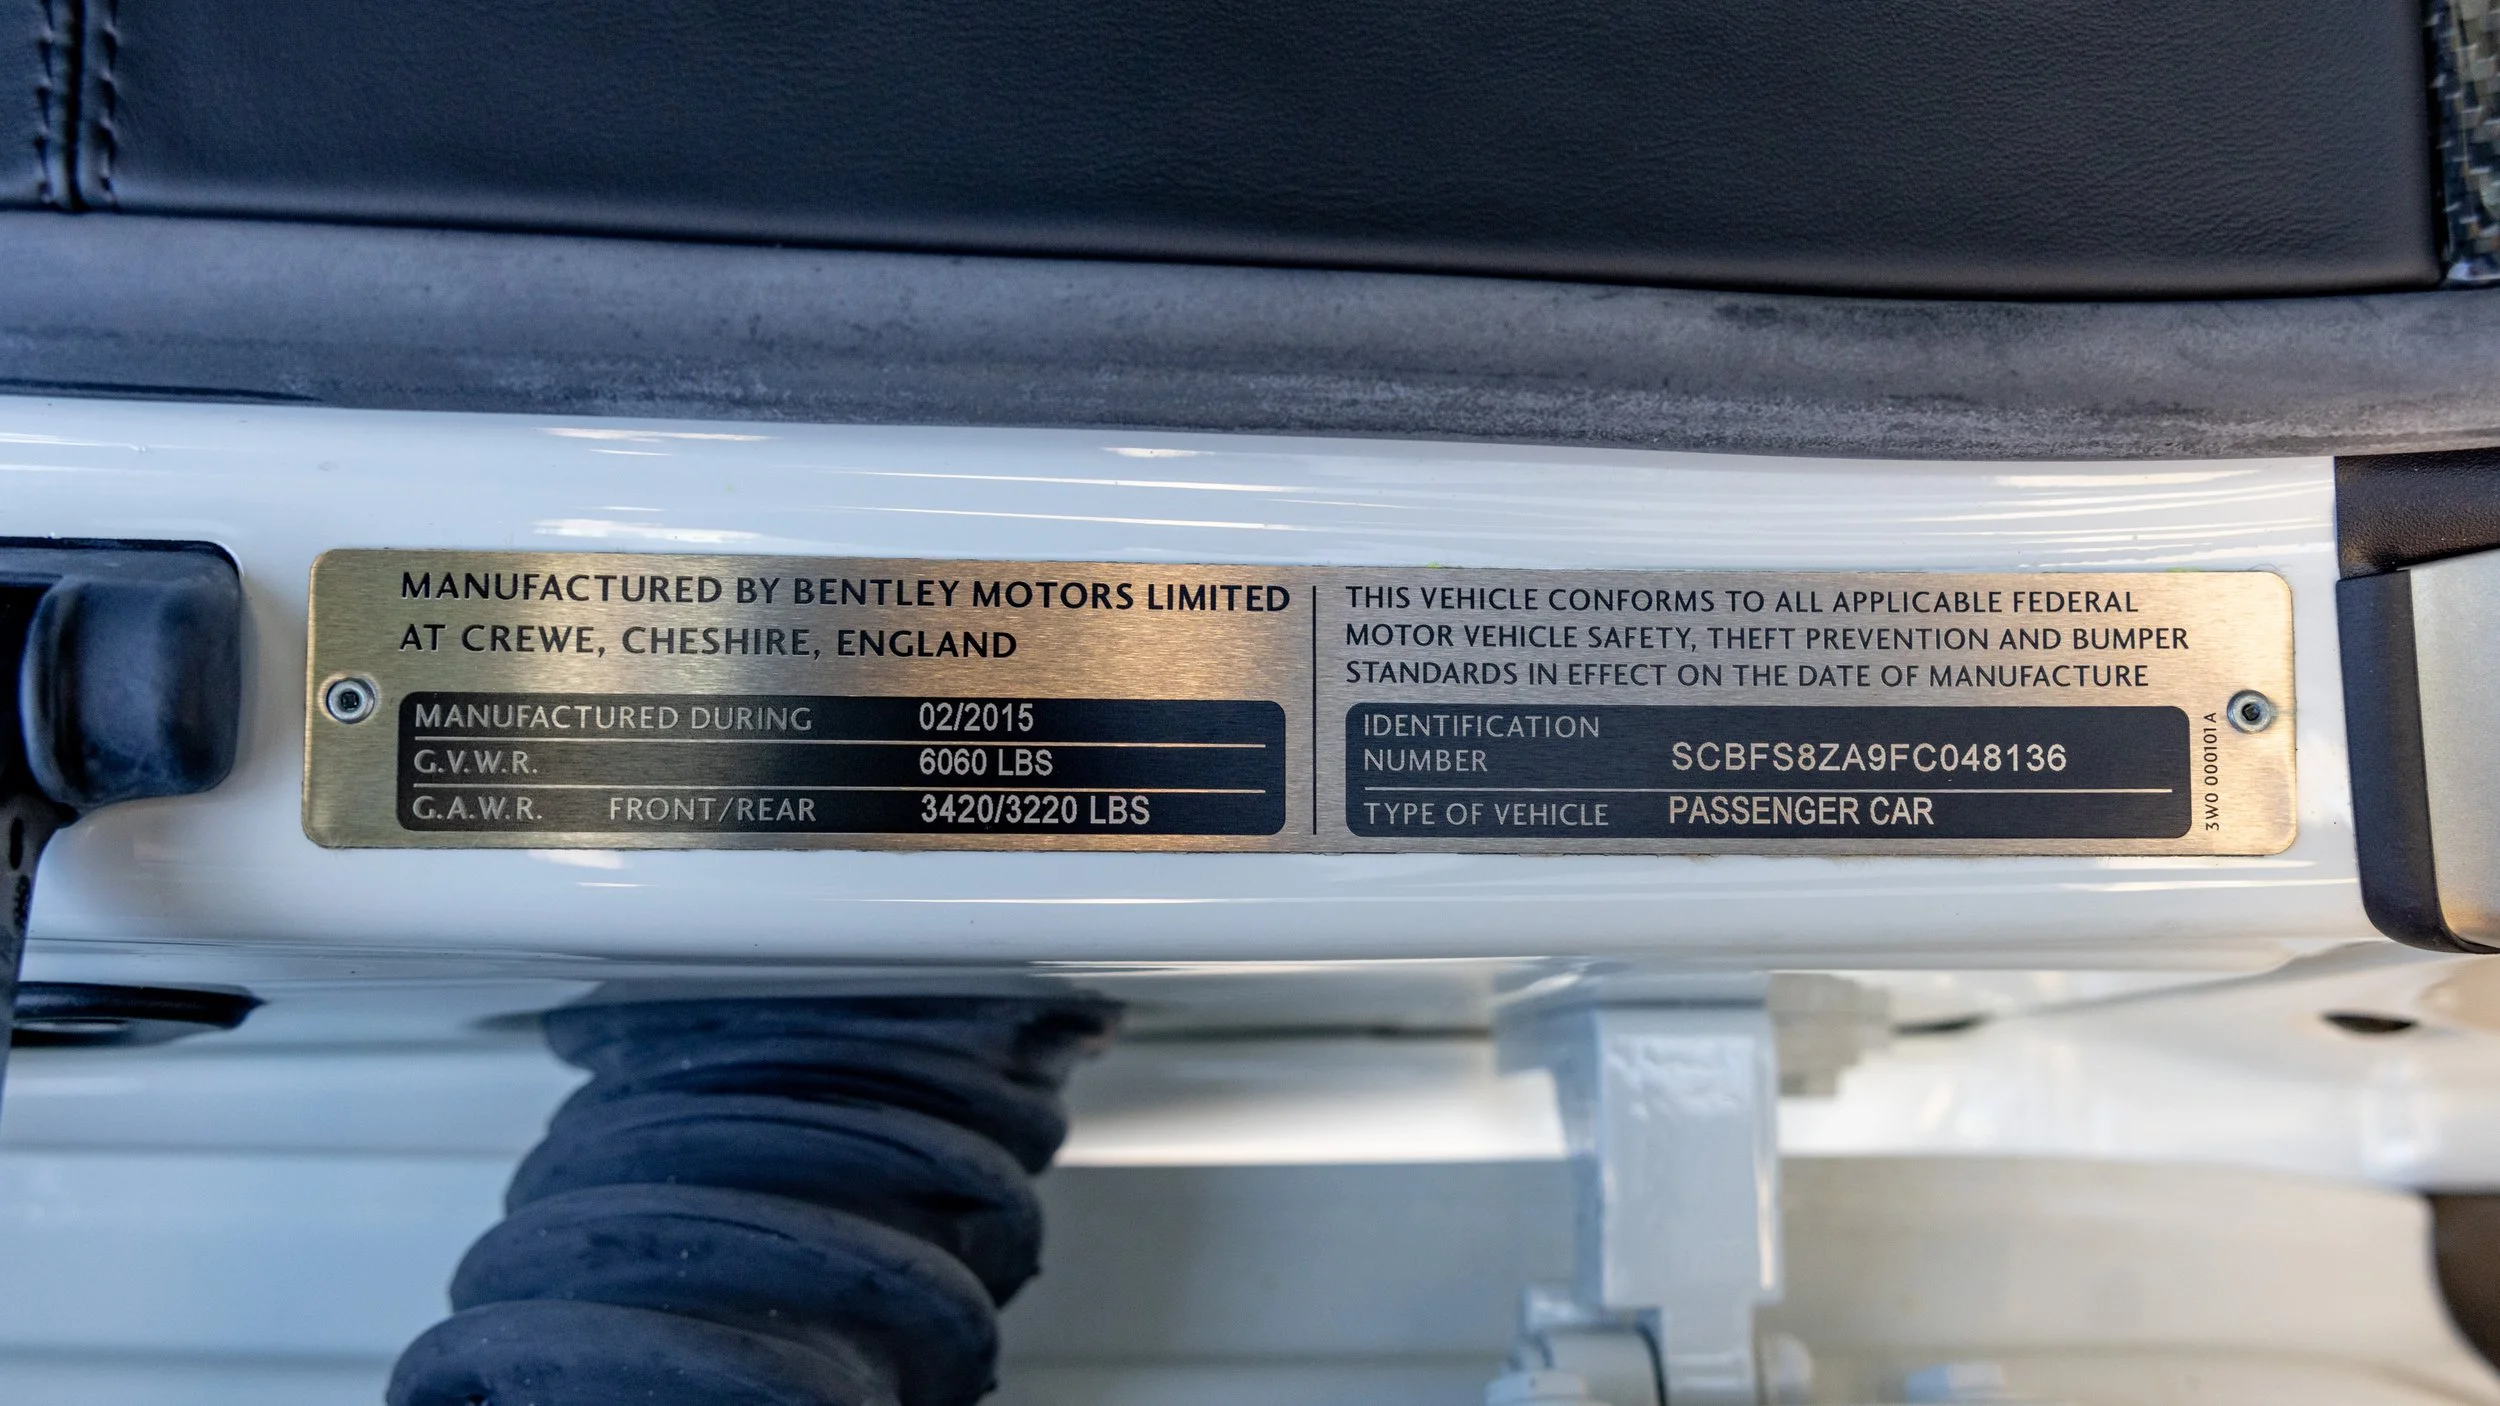 MANUFACTURED BY BENTLEY MOTORS LIMITED
AT CREWE, CHESHIRE, ENGLAND
MANUFACTURED DURING 02/2015
G.V.W.R. 6060 LBS
G.A.W.R. FRONT/REAR 3420/3220 LBS
THIS VEHICLE CONFORMS TO ALL APPLICABLE FEDERAL
MOTOR VEHICLE SAFETY, THEFT PREVENTION AND BUMPER
STANDARDS IN EFFECT ON THE DATE OF MANUFACTURE
IDENTIFICATION
NUMBER SCBFS8ZA9FC048136
TYPE OF VEHICLE PASSENGER CAR
3W0 000101 A